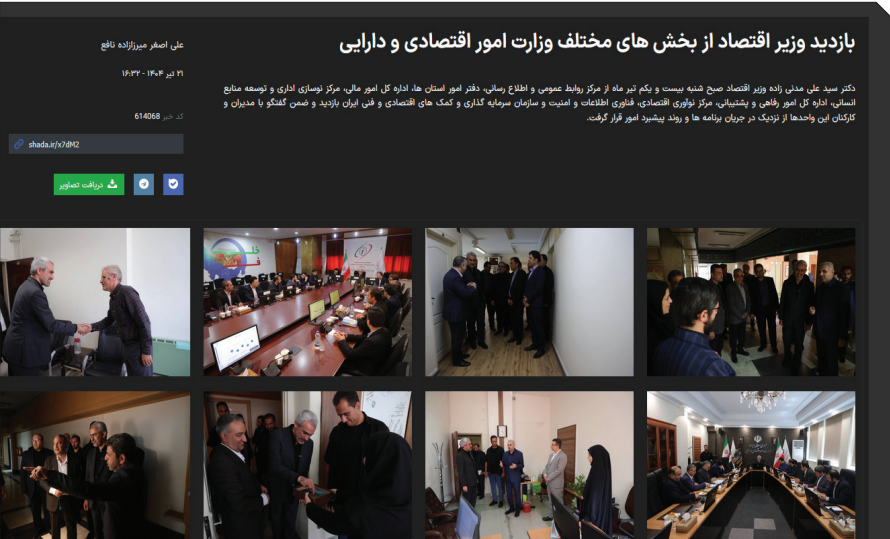 بازدید وزیر اقتصاد از بخش های مختلف وزارت امور اقتصادی و دارایی
دکتر سید علی مدنی زاده وزیر اقتصاد صبح شنبه بیست و یکم تیر ماه از مرکز روابط عمومی و اطلاع رسانی، دفتر امور استان ها، اداره کل امور مالی، مرکز نوسازی اداری و توسعه منابع
انسانی، اداره کل امور رفاهی و پشتیبانی، مرکز نوآوری اقتصادی، فناوری اطلاعات و امنیت و سازمان سرمایه گذاری و کمک های اقتصادی و فنی ایران بازدید و ضمن گفتگو با مدیران و
کارکنان این واحدها از نزدیک در جریان برنامه ها و روند پیشبرد امور قرار گرفت.
علی اصغر میرزازاده نافع
۲۱ تیر ۱۴۰۴ - ۱۶:۳۲
کد خبر 614068
shada.ir/x7dM2
دریافت تصاویر